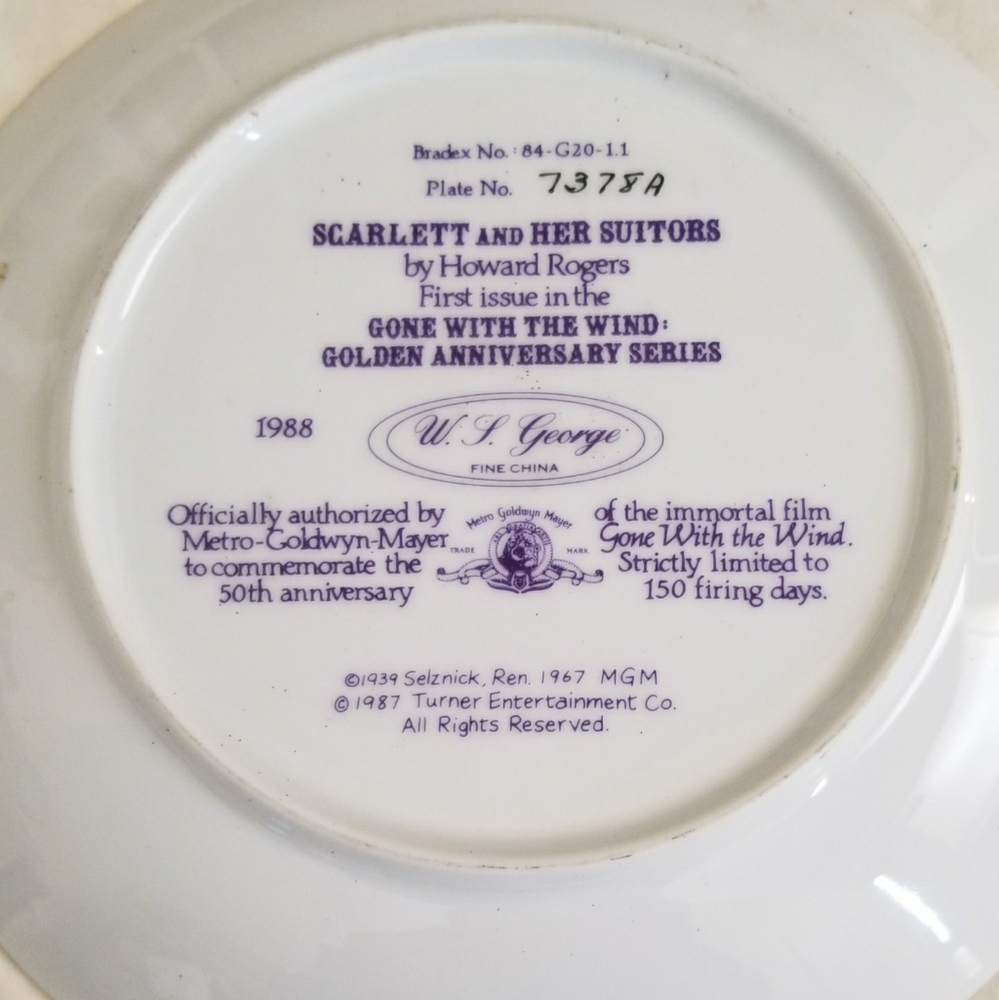 Bradex No.: 84-G20-1.1
Plate No. 7378A
SCARLETT AND HER SUITORS
by Howard Rogers
First issue in the
GONE WITH THE WIND:
GOLDEN ANNIVERSARY SERIES
1988
W. S. George
FINE CHINA
Officially authorized by
Metro-Goldwyn-Mayer
to commemorate the
50th anniversary
Metro Goldwyn Mayer
TRADE MARK
of the immortal film
Gone With the Wind.
Strictly limited to
150 firing days.
©1939 Selznick, Ren. 1967 MGM
©1987 Turner Entertainment Co.
All Rights Reserved.